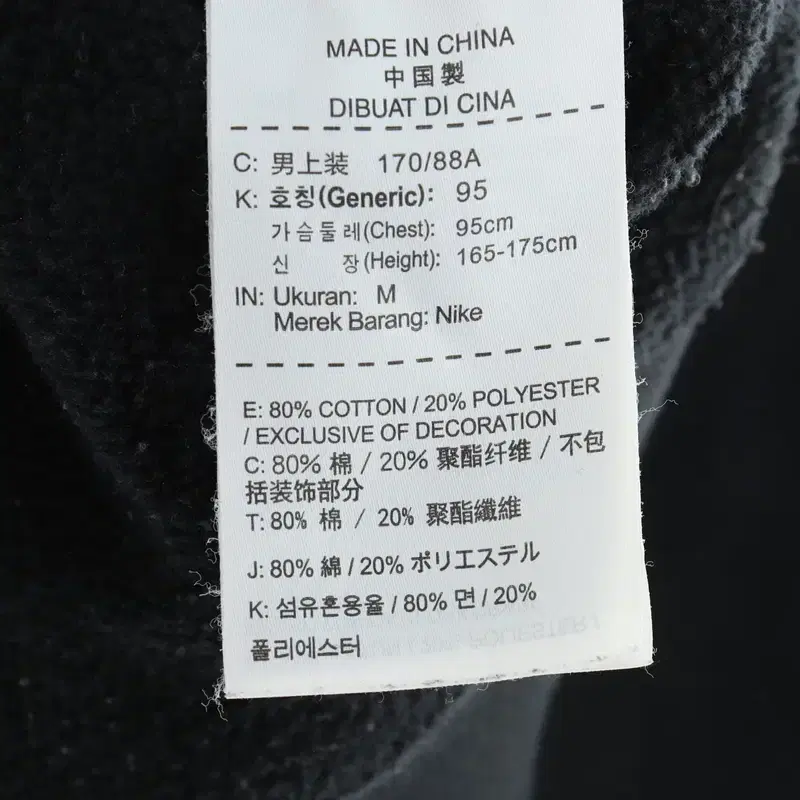 MADE IN CHINA
中国製
DIBUAT DI CINA
C: 男上装 170/88A
K: 호칭(Generic): 95
가슴둘레(Chest): 95cm
신 장(Height): 165-175cm
IN: Ukuran: M
Merek Barang: Nike
E: 80% COTTON / 20% POLYESTER
/ EXCLUSIVE OF DECORATION
C: 80% 棉 / 20% 聚酯纤维 / 不包
括装饰部分
T: 80% 棉 / 20% 聚酯纖維
J: 80% 綿 / 20% ポリエステル
K: 섬유혼용율 / 80% 면 / 20%
폴리에스터